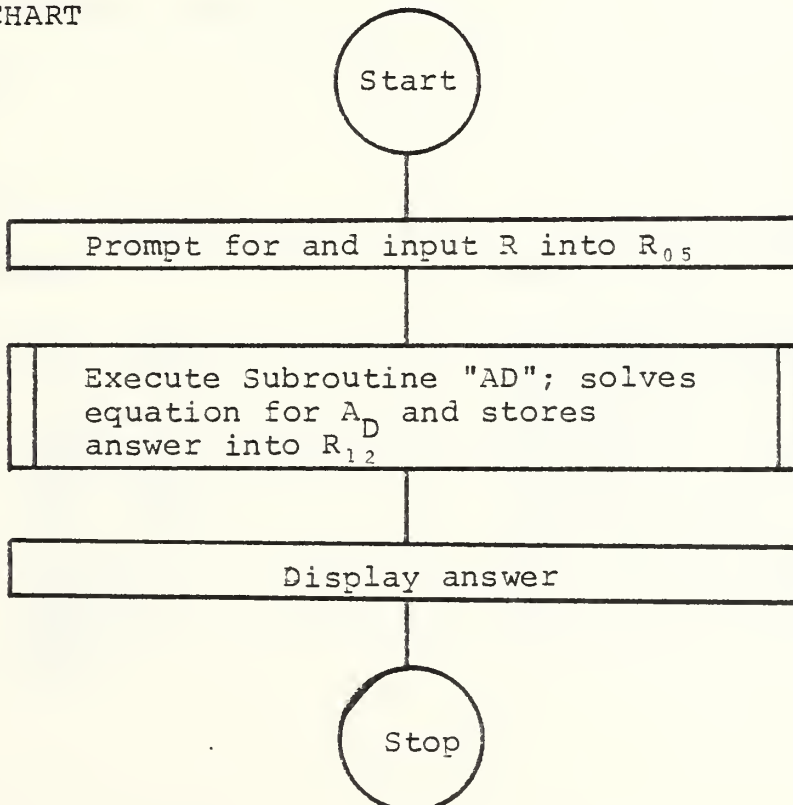 CHART
Start
Prompt for and input R into R₀₅
Execute Subroutine "AD"; solves
equation for A_D and stores
answer into R₁₂
Display answer
Stop